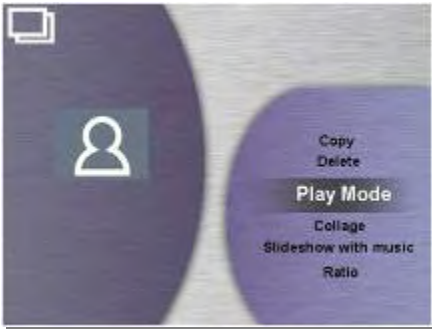 Copy
Delete
Play Mode
Collage
Slideshow with music
Ratio